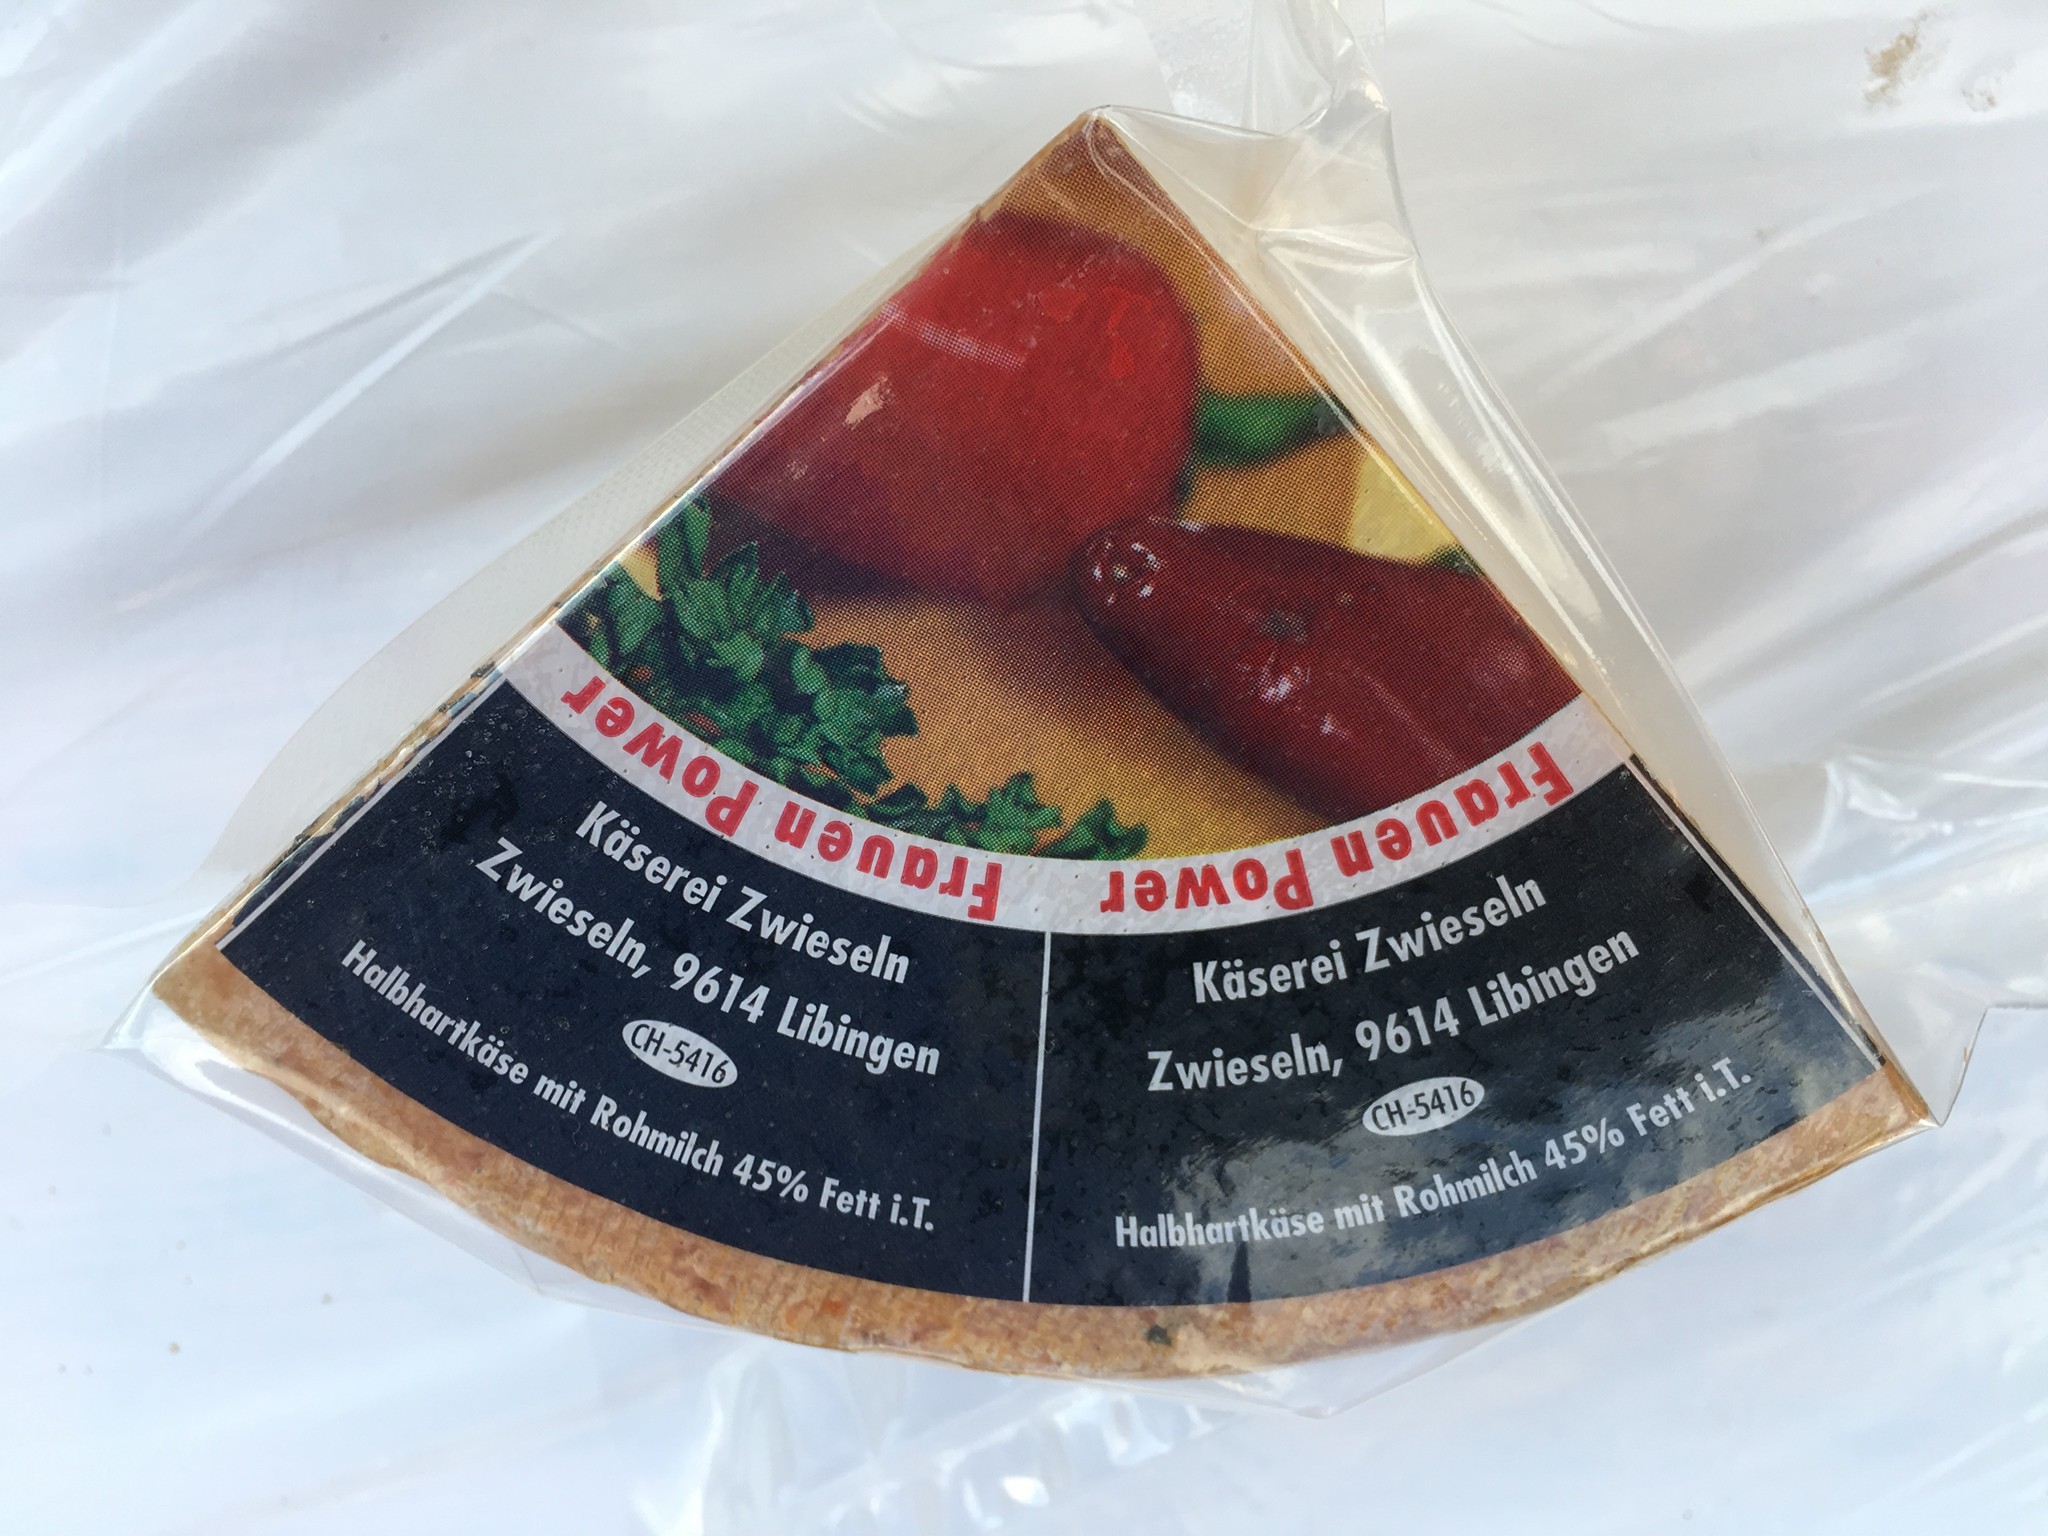 Frauen Power
Frauen Power
Käserei Zwieseln
Zwieseln, 9614 Libingen
CH-5416
Halbhartkäse mit Rohmilch 45% Fett i.T.
Käserei Zwieseln
Zwieseln, 9614 Libingen
CH-5416
Halbhartkäse mit Rohmilch 45% Fett i.T.